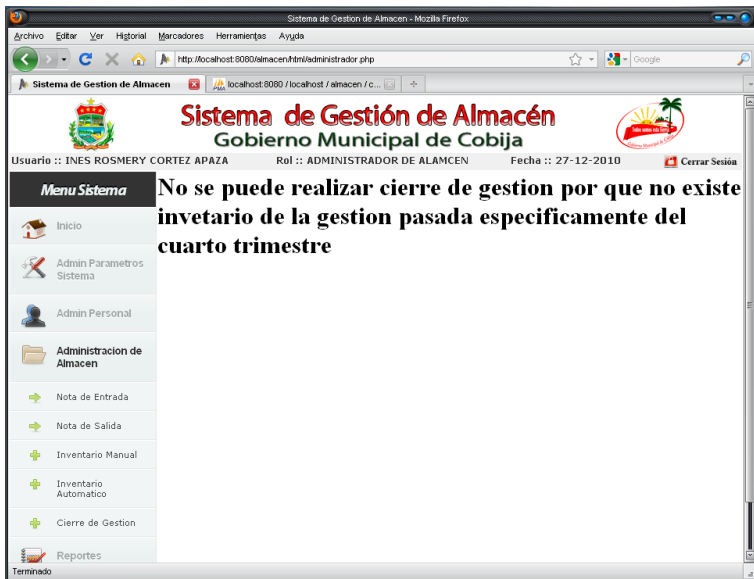 Sistema de Gestion de Almacen - Mozilla Firefox
Archivo Editar Ver Historial Marcadores Herramientas Ayuda
http://localhost:8080/almacen/html/administrador.php
Google
Sistema de Gestion de Almacen
localhost:8080 / localhost / almacen / c...
Sistema de Gestión de Almacén
Gobierno Municipal de Cobija
Usuario :: INES ROSMERY CORTEZ APAZA Rol :: ADMINISTRADOR DE ALAMCEN Fecha :: 27-12-2010 Cerrar Sesión
Menu Sistema
No se puede realizar cierre de gestion por que no existe
invetario de la gestion pasada especificamente del
cuarto trimestre
Inicio
Admin Parametros
Sistema
Admin Personal
Administracion de
Almacen
Nota de Entrada
Nota de Salida
Inventario Manual
Inventario
Automatico
Cierre de Gestion
Reportes
Terminado